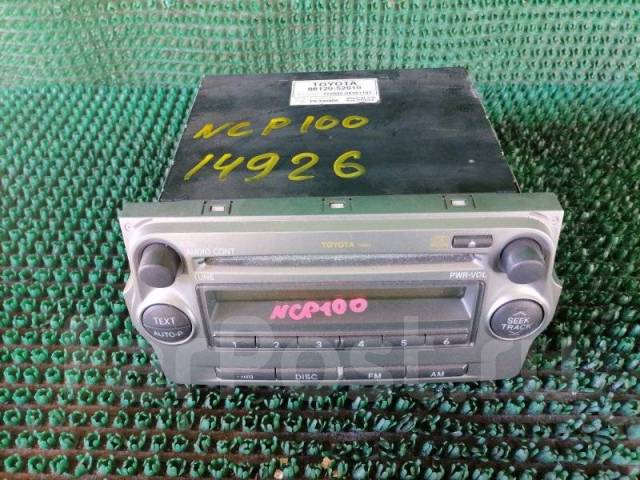 TOYOTA
86120-52610
NCP100
14926
AUDIO CONT
TOYOTA
TUNE
PWR·VOL
TEXT
AUTO·P
NCP100
SEEK
TRACK
1 2 3 4 5 6
DISC FM AM